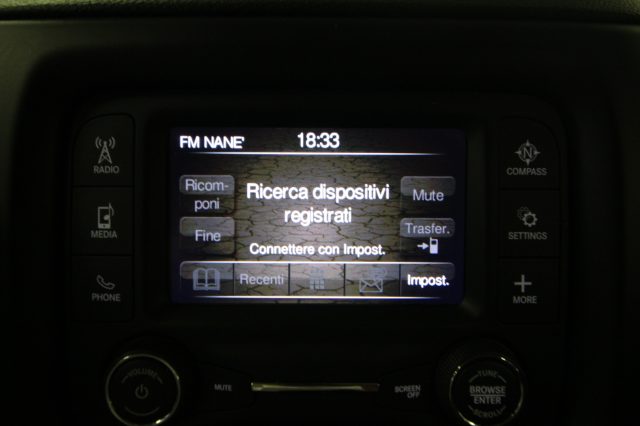 FM NANE' 18:33
RADIO
MEDIA
PHONE
Ricom-
poni
Fine
Ricerca dispositivi
registrati
Connettere con Impost.
Mute
Trasfer.
Recenti
Impost.
N
COMPASS
SETTINGS
MORE
VOLUME
MUTE
SCREEN
OFF
TUNE
BROWSE
ENTER
SCROLL